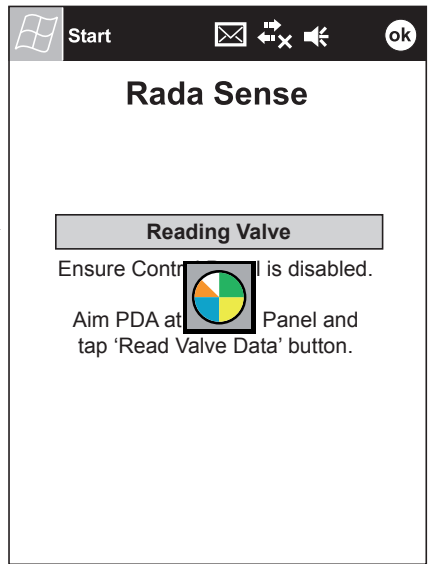 Start ok
Rada Sense
Reading Valve
Ensure Contr l is disabled.
Aim PDA at Panel and
tap ‘Read Valve Data’ button.